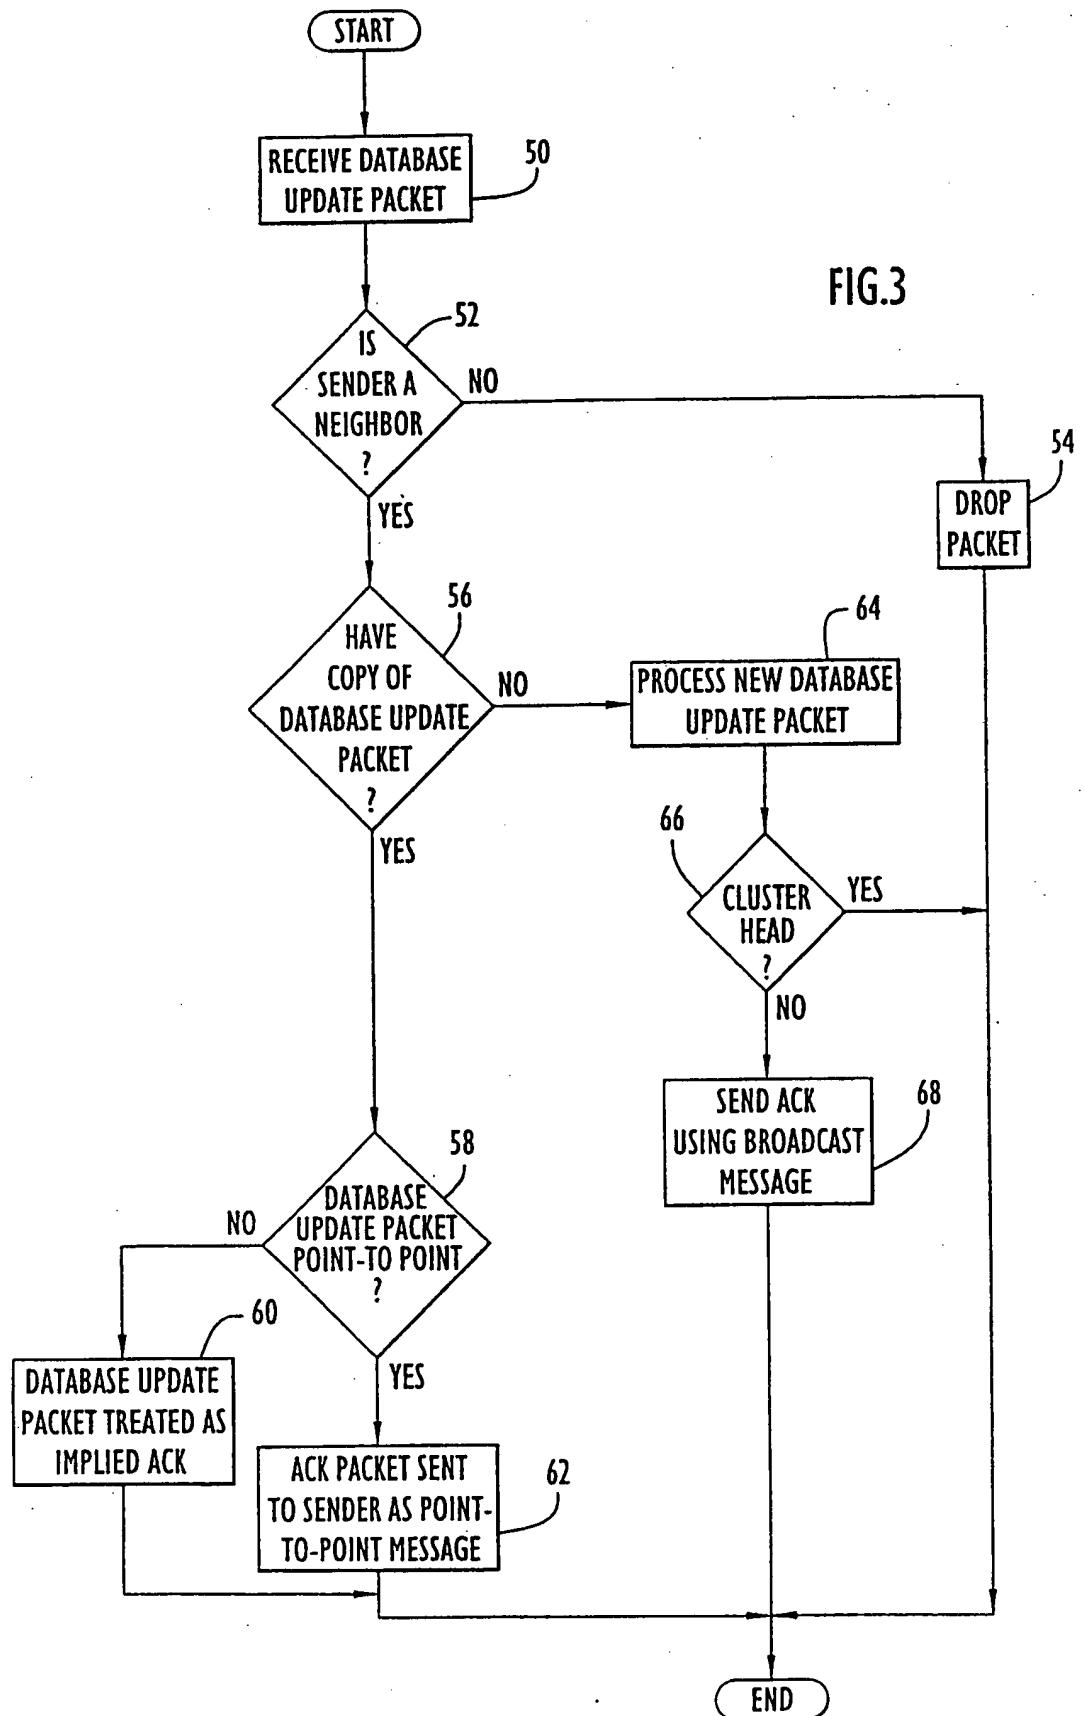 START
RECEIVE DATABASE
UPDATE PACKET
50
FIG.3
52
IS
SENDER A
NEIGHBOR
?
NO
YES
54
DROP
PACKET
56
HAVE
COPY OF
DATABASE UPDATE
PACKET
?
NO
YES
64
PROCESS NEW DATABASE
UPDATE PACKET
66
CLUSTER
HEAD
?
YES
NO
68
SEND ACK
USING BROADCAST
MESSAGE
58
DATABASE
UPDATE PACKET
POINT-TO POINT
?
NO
YES
60
DATABASE UPDATE
PACKET TREATED AS
IMPLIED ACK
62
ACK PACKET SENT
TO SENDER AS POINT-
TO-POINT MESSAGE
END